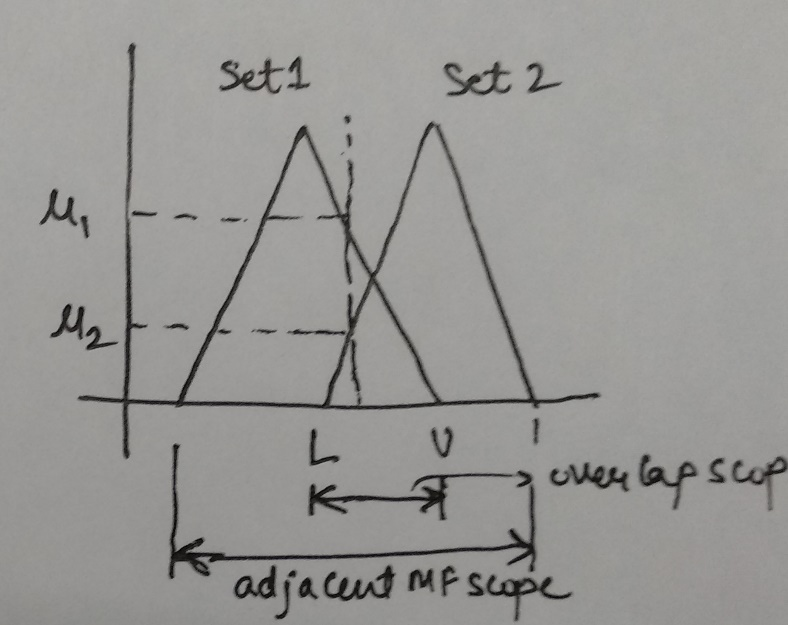 Set 1 Set 2
μ₁
μ₂
L U
overlap scop
adjacent MF scope